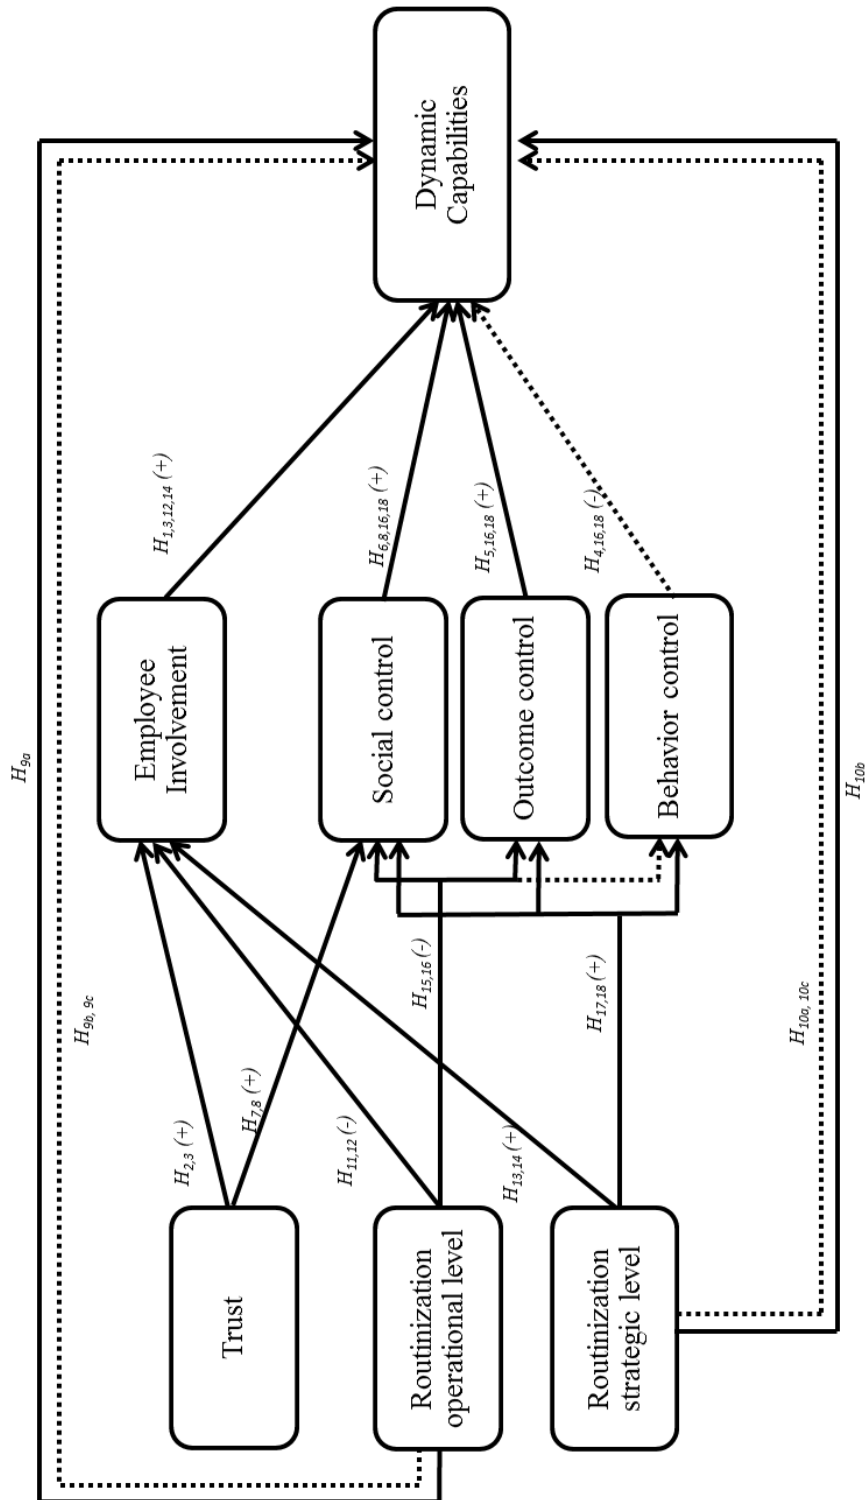 H9a
H9b, 9c
Trust
Routinization
operational level
Routinization
strategic level
H2,3 (+)
H7,8 (+)
H11,12 (-)
H13,14 (+)
H15,16 (-)
H17,18 (+)
Employee
Involvement
Social control
Outcome control
Behavior control
H1,3,12,14 (+)
H6,8,16,18 (+)
H5,16,18 (+)
H4,16,18 (-)
Dynamic
Capabilities
H10a, 10c
H10b